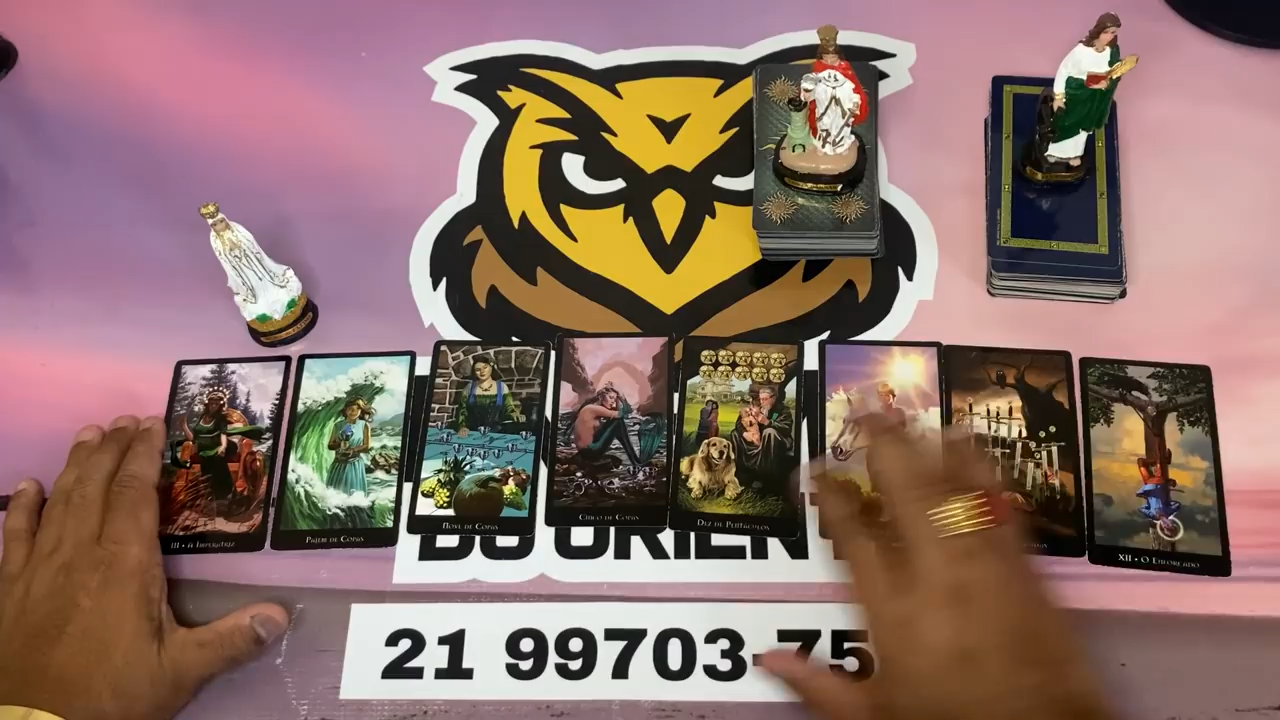 III • A Imperatriz
Pajem de Copas
Nove de Copas
Cinco de Copas
Dez de Pentáculos
XII • O Enforcado
DO ORIEN
21 99703-75